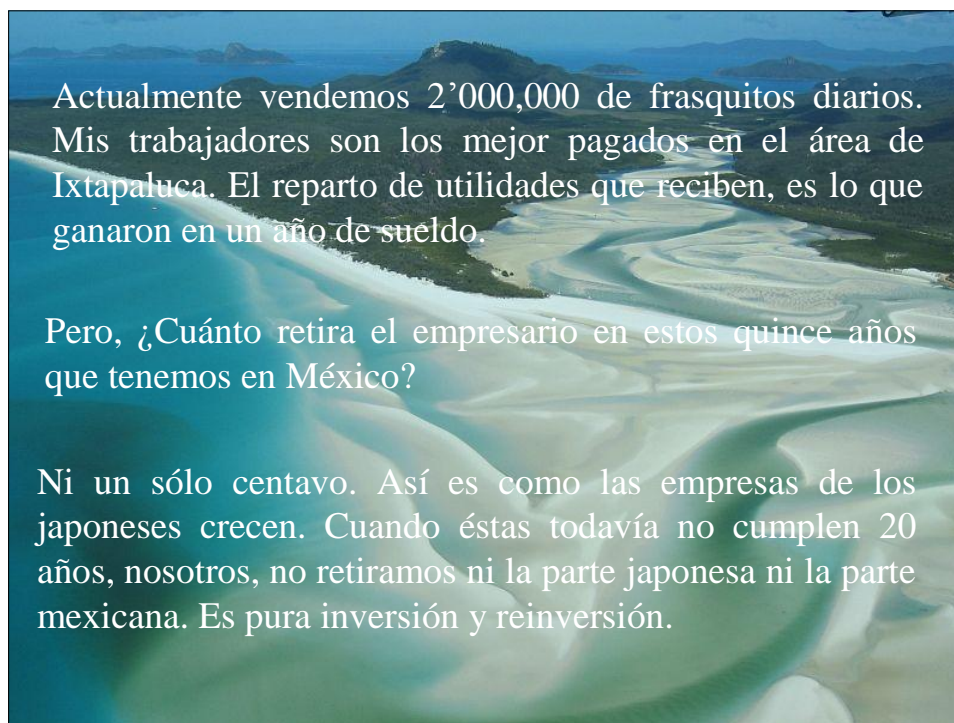 Actualmente vendemos 2’000,000 de frasquitos diarios.
Mis trabajadores son los mejor pagados en el área de
Ixtapaluca. El reparto de utilidades que reciben, es lo que
ganaron en un año de sueldo.
Pero, ¿Cuánto retira el empresario en estos quince años
que tenemos en México?
Ni un sólo centavo. Así es como las empresas de los
japoneses crecen. Cuando éstas todavía no cumplen 20
años, nosotros, no retiramos ni la parte japonesa ni la parte
mexicana. Es pura inversión y reinversión.